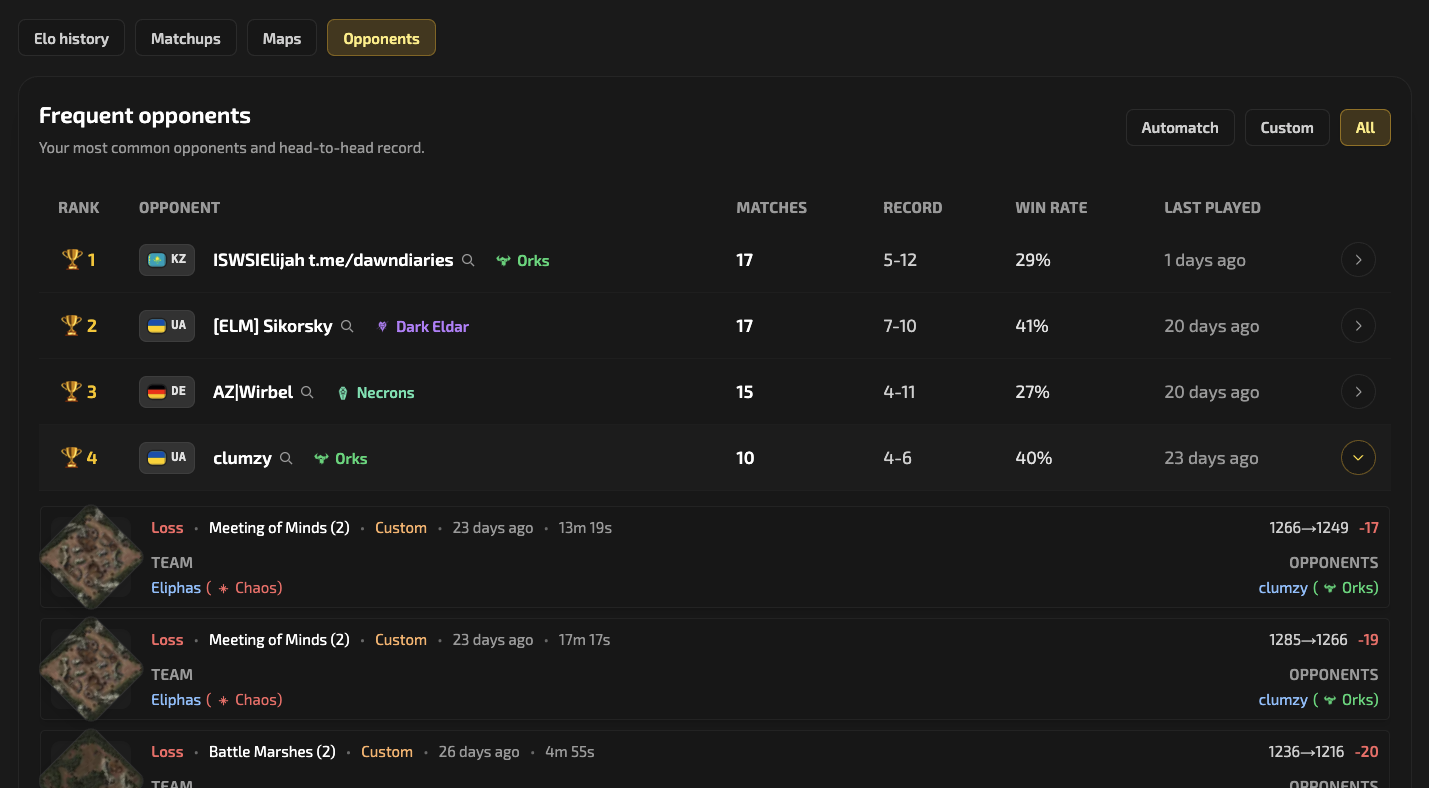 Elo history Matchups Maps Opponents
Frequent opponents
Your most common opponents and head-to-head record.
Automatch Custom All
RANK OPPONENT MATCHES RECORD WIN RATE LAST PLAYED
1 KZ ISWSIElijah t.me/dawndiaries Orks 17 5-12 29% 1 days ago
2 UA [ELM] Sikorsky Dark Eldar 17 7-10 41% 20 days ago
3 DE AZ|Wirbel Necrons 15 4-11 27% 20 days ago
4 UA clumzy Orks 10 4-6 40% 23 days ago
Loss • Meeting of Minds (2) • Custom • 23 days ago • 13m 19s 1266→1249 -17
TEAM OPPONENTS
Eliphas ( Chaos) clumzy ( Orks)
Loss • Meeting of Minds (2) • Custom • 23 days ago • 17m 17s 1285→1266 -19
TEAM OPPONENTS
Eliphas ( Chaos) clumzy ( Orks)
Loss • Battle Marshes (2) • Custom • 26 days ago • 4m 55s 1236→1216 -20
TEAM OPPONENTS